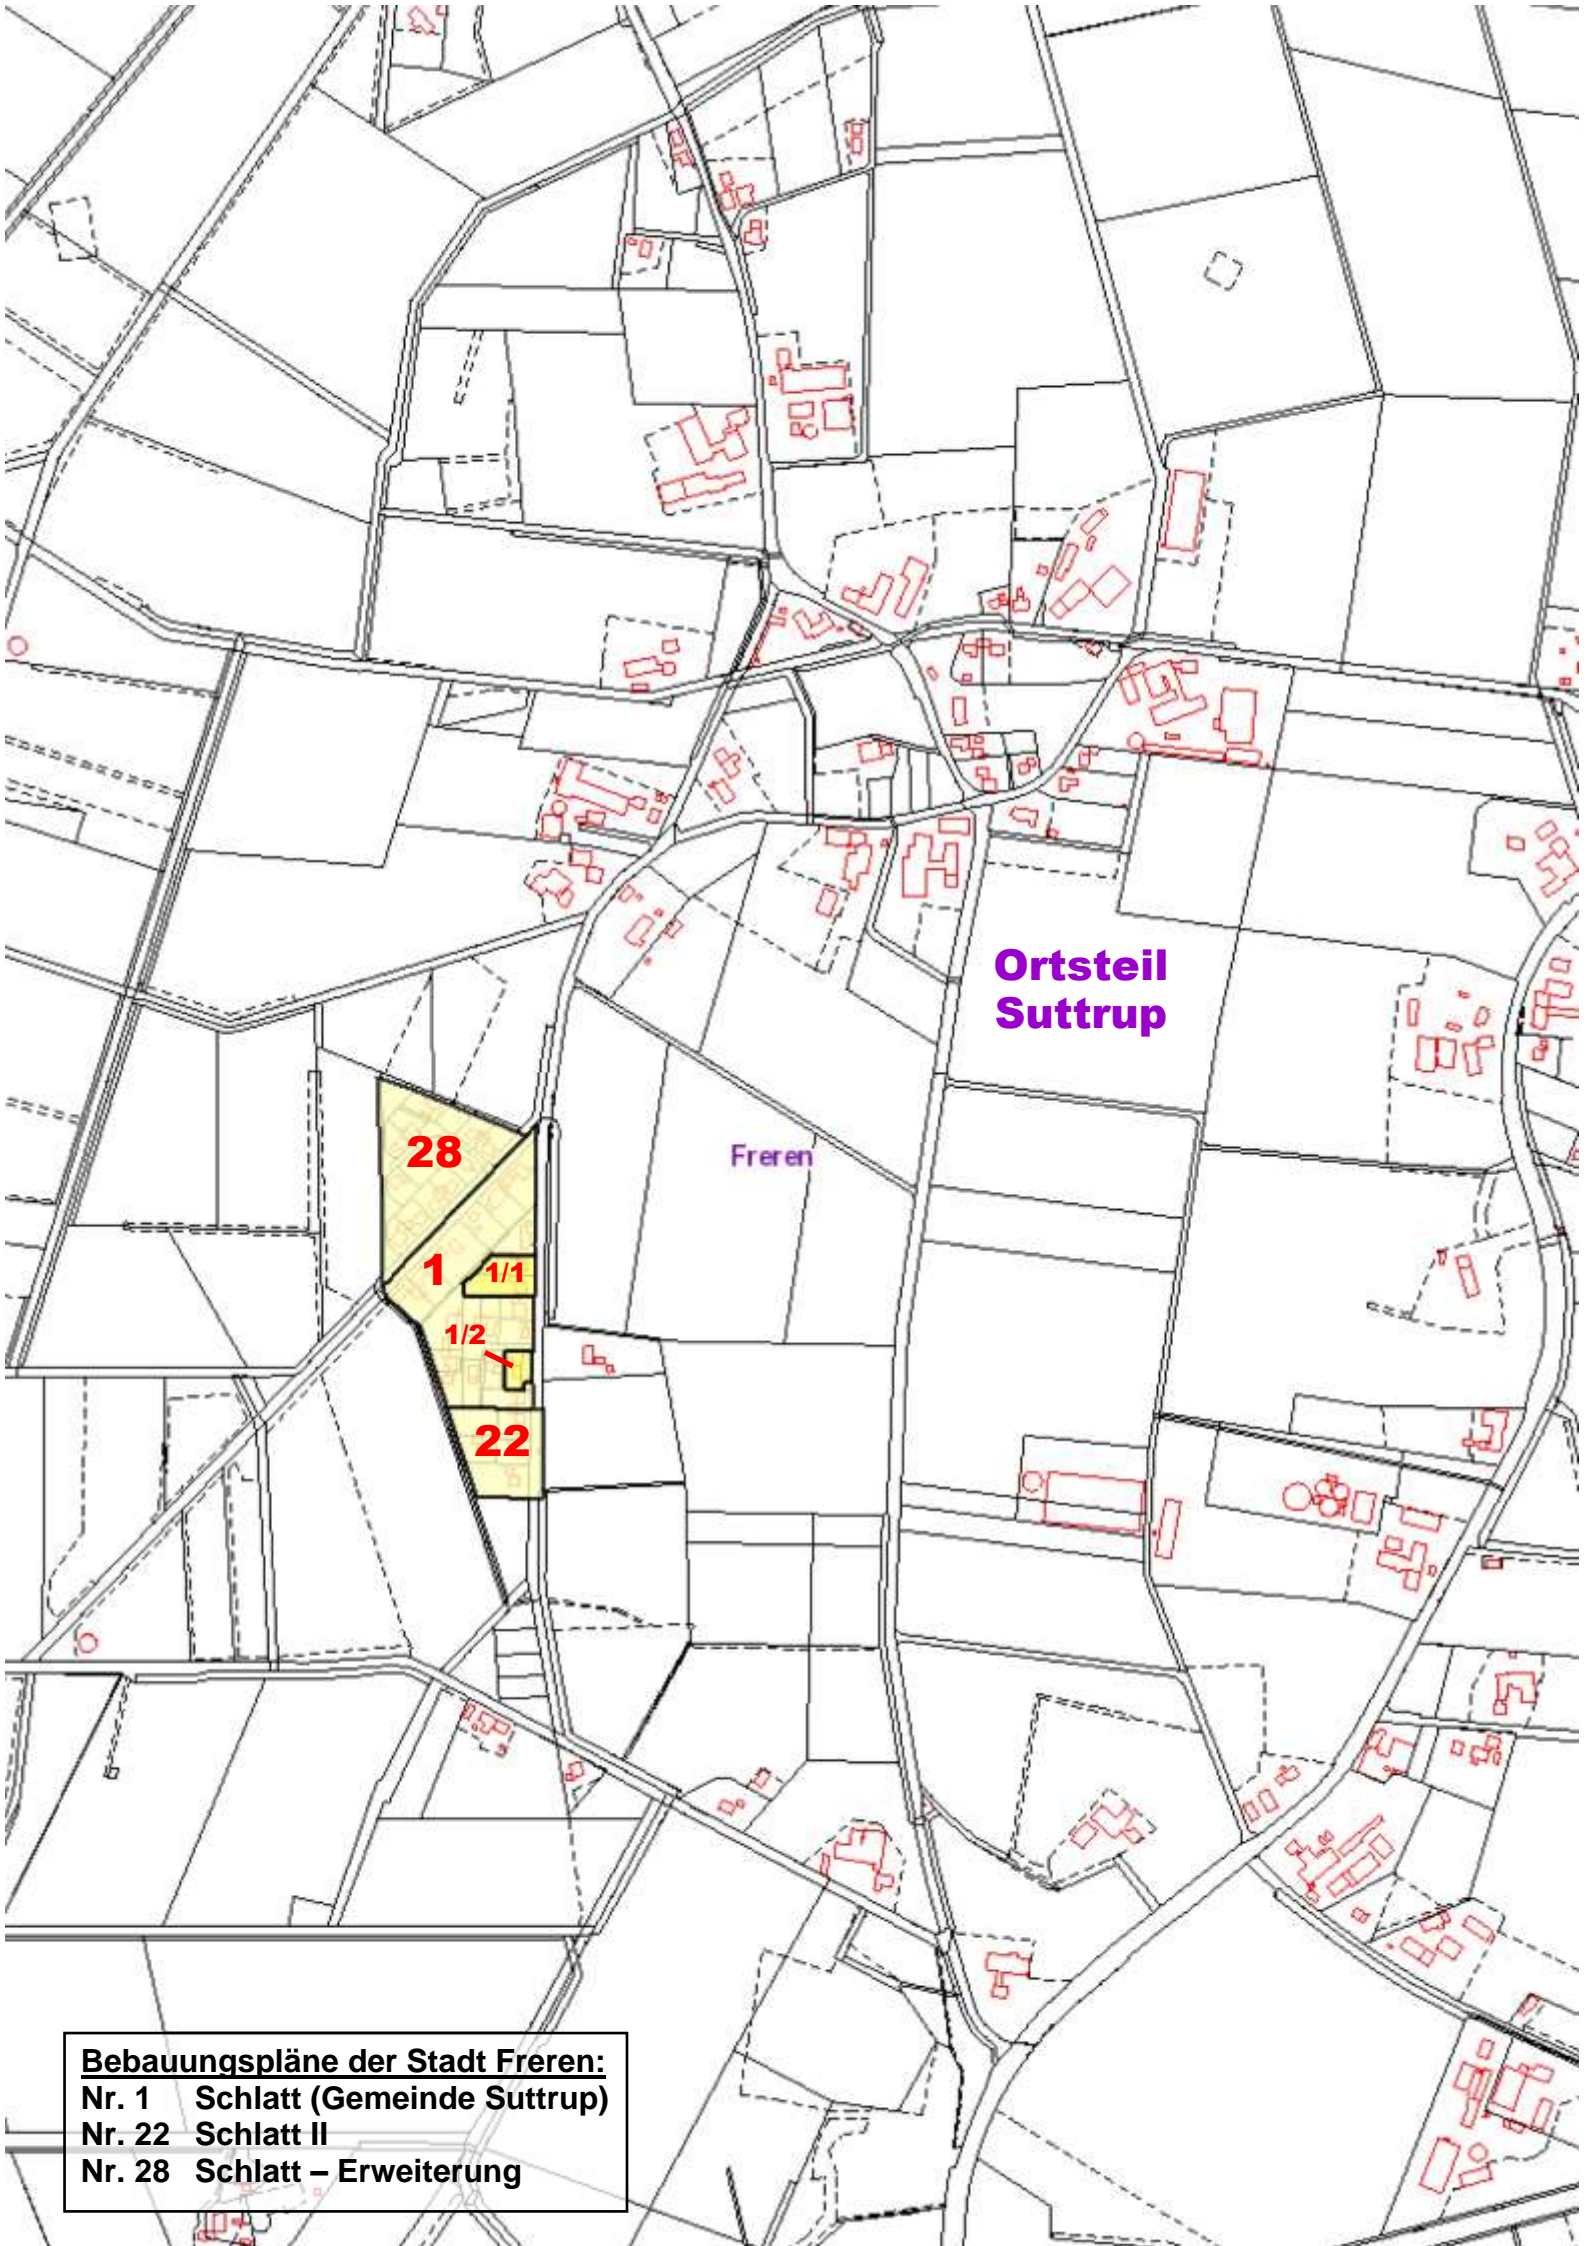 Ortsteil
Suttrup
Freren
28
1
1/1
1/2
22
Bebauungspläne der Stadt Freren:
Nr. 1 Schlatt (Gemeinde Suttrup)
Nr. 22 Schlatt II
Nr. 28 Schlatt – Erweiterung